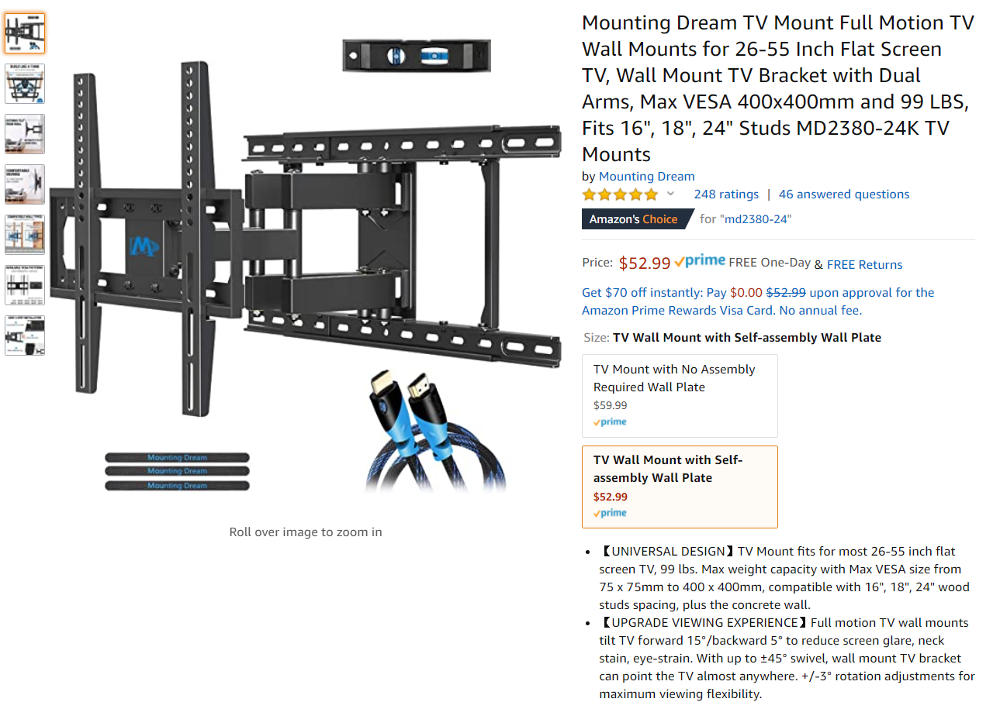 Mounting Dream TV Mount Full Motion TV
Wall Mounts for 26-55 Inch Flat Screen
TV, Wall Mount TV Bracket with Dual
Arms, Max VESA 400x400mm and 99 LBS,
Fits 16", 18", 24" Studs MD2380-24K TV
Mounts
by Mounting Dream
248 ratings | 46 answered questions
Amazon's Choice for "md2380-24"
Price: $52.99 prime FREE One-Day & FREE Returns
Get $70 off instantly: Pay $0.00 $52.99 upon approval for the
Amazon Prime Rewards Visa Card. No annual fee.
Size: TV Wall Mount with Self-assembly Wall Plate
TV Mount with No Assembly
Required Wall Plate
$59.99
prime
TV Wall Mount with Self-
assembly Wall Plate
$52.99
prime
• 【UNIVERSAL DESIGN】TV Mount fits for most 26-55 inch flat
screen TV, 99 lbs. Max weight capacity with Max VESA size from
75 x 75mm to 400 x 400mm, compatible with 16", 18", 24" wood
studs spacing, plus the concrete wall.
• 【UPGRADE VIEWING EXPERIENCE】Full motion TV wall mounts
tilt TV forward 15°/backward 5° to reduce screen glare, neck
stain, eye-strain. With up to ±45° swivel, wall mount TV bracket
can point the TV almost anywhere. +/-3° rotation adjustments for
maximum viewing flexibility.
Mounting Dream
Mounting Dream
Mounting Dream
Roll over image to zoom in